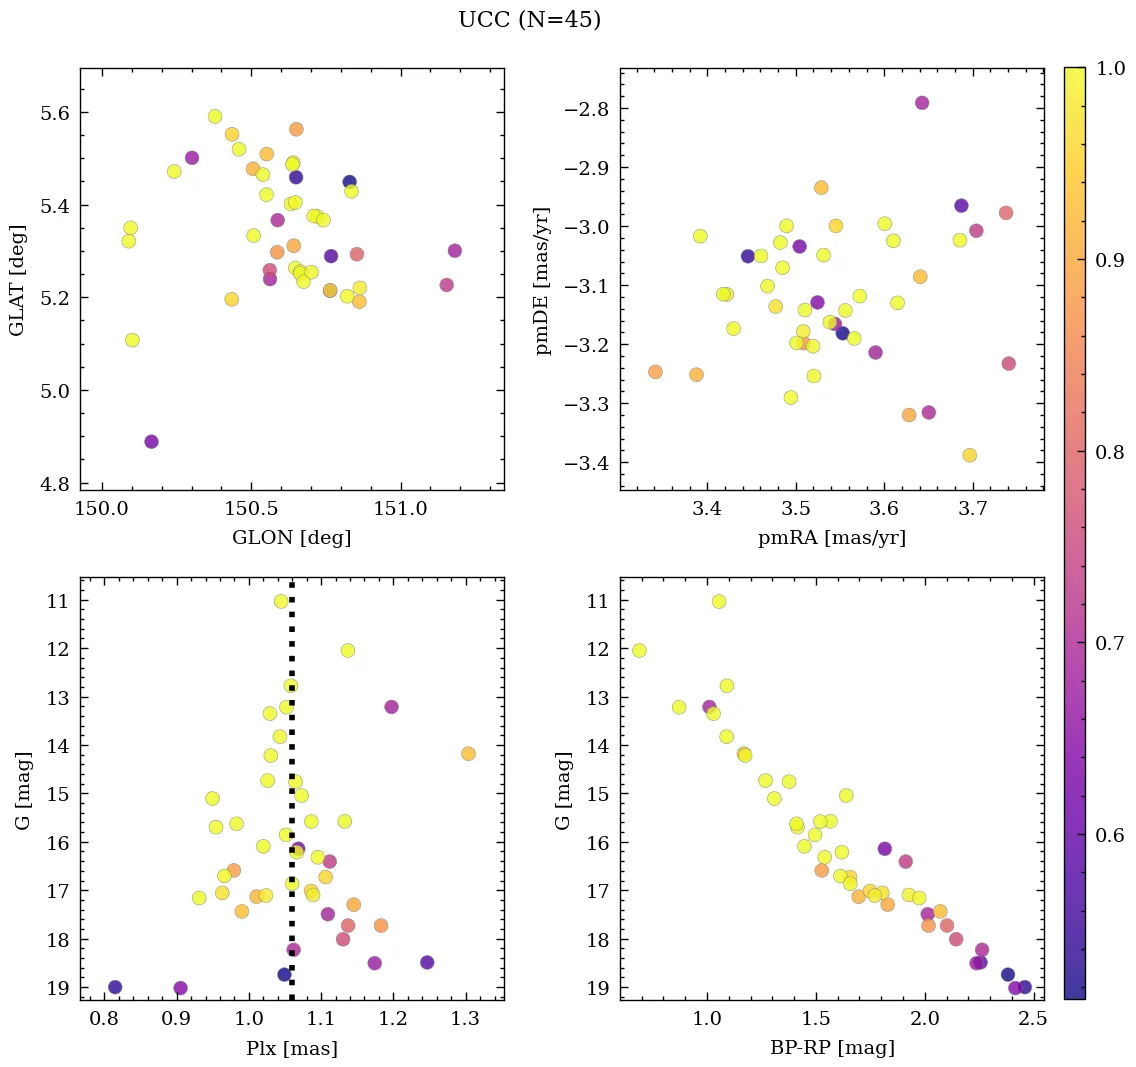 UCC (N=45)
5.6
5.4
5.2
5.0
4.8
GLAT [deg]
150.0 150.5 151.0
GLON [deg]
−2.8
−2.9
−3.0
−3.1
−3.2
−3.3
−3.4
pmDE [mas/yr]
3.4 3.5 3.6 3.7
pmRA [mas/yr]
1.0
0.9
0.8
0.7
0.6
11
12
13
14
15
16
17
18
19
G [mag]
0.8 0.9 1.0 1.1 1.2 1.3
Plx [mas]
11
12
13
14
15
16
17
18
19
G [mag]
1.0 1.5 2.0 2.5
BP-RP [mag]